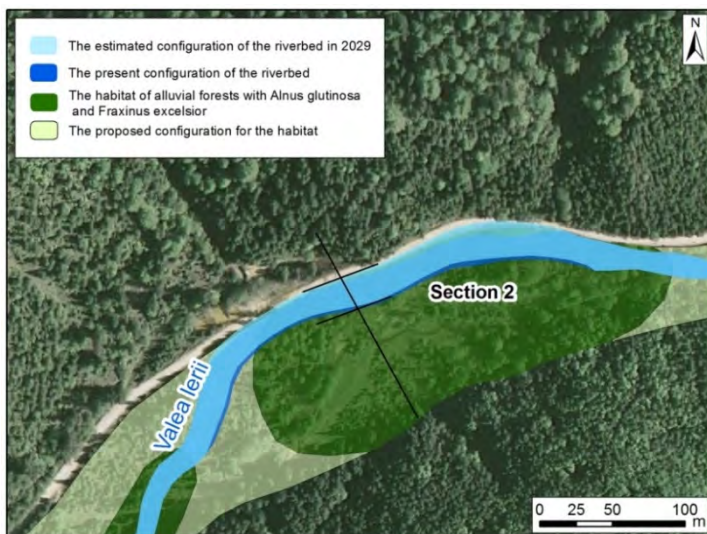 N
The estimated configuration of the riverbed in 2029
The present configuration of the riverbed
The habitat of alluvial forests with Alnus glutinosa
and Fraxinus excelsior
The proposed configuration for the habitat
Section 2
Valea Ierii
0 25 50 100
m